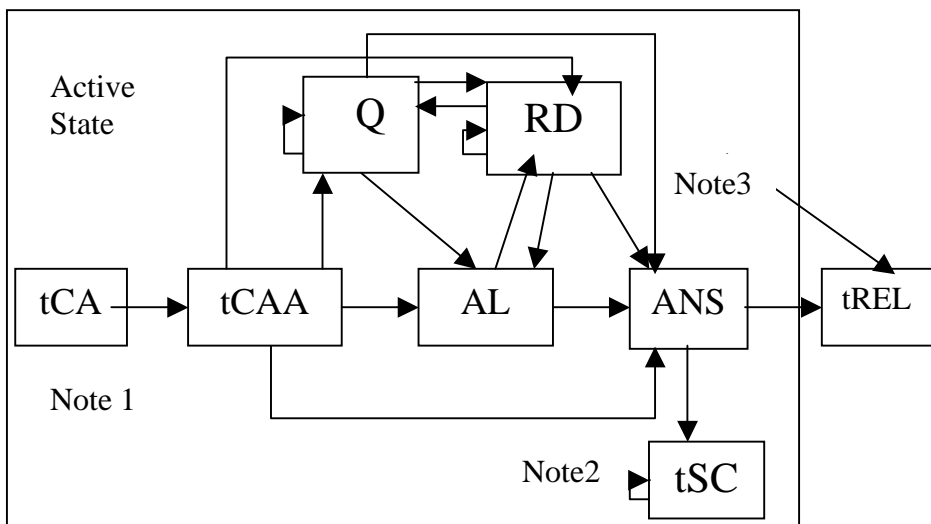 Active
State
Q
RD
Note3
tCA
tCAA
AL
ANS
tREL
Note 1
Note2
tSC